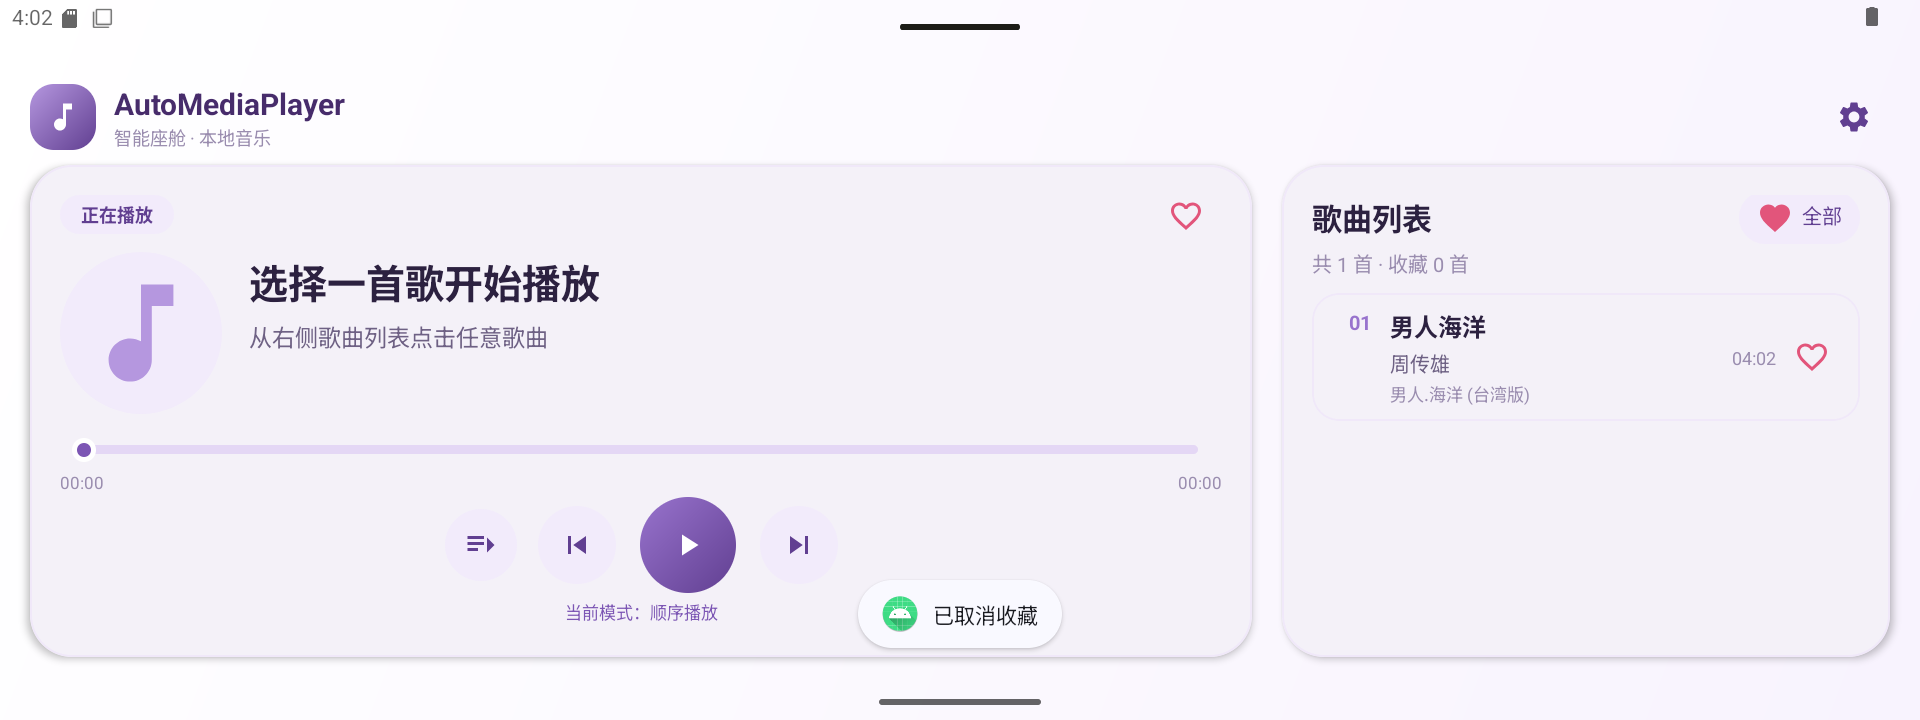 4:02
AutoMediaPlayer
智能座舱 · 本地音乐
正在播放
选择一首歌开始播放
从右侧歌曲列表点击任意歌曲
00:00
00:00
当前模式：顺序播放
已取消收藏
歌曲列表
全部
共 1 首 · 收藏 0 首
01
男人海洋
周传雄
男人.海洋 (台湾版)
04:02